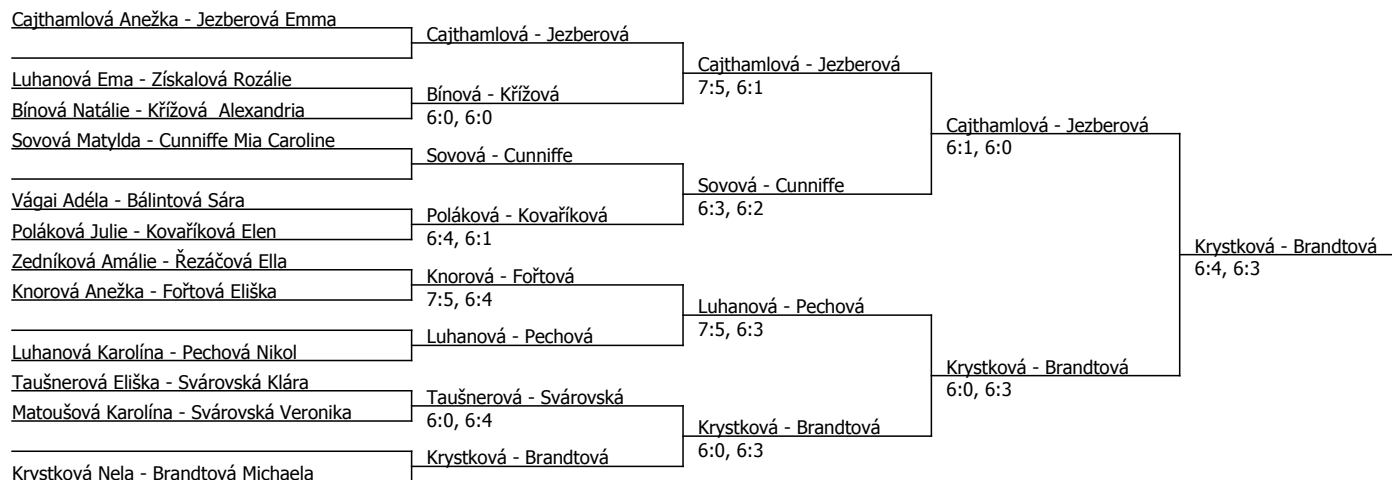 Cajthamlová Anežka - Jezberová Emma
Luhanová Ema - Získalová Rozálie
Bínová Natálie - Křížová  Alexandria
Sovová Matylda - Cunniffe Mia Caroline
Vágai Adéla - Bálintová Sára
Poláková Julie - Kovaříková Elen
Zedníková Amálie - Řezáčová Ella
Knorová Anežka - Fořtová Eliška
Luhanová Karolína - Pechová Nikol
Taušnerová Eliška - Svárovská Klára
Matoušová Karolína - Svárovská Veronika
Krystková Nela - Brandtová Michaela
Cajthamlová - Jezberová
Bínová - Křížová
6:0, 6:0
Sovová - Cunniffe
Poláková - Kovaříková
6:4, 6:1
Knorová - Fořtová
7:5, 6:4
Luhanová - Pechová
Taušnerová - Svárovská
6:0, 6:4
Krystková - Brandtová
Cajthamlová - Jezberová
7:5, 6:1
Sovová - Cunniffe
6:3, 6:2
Luhanová - Pechová
7:5, 6:3
Krystková - Brandtová
6:0, 6:3
Cajthamlová - Jezberová
6:1, 6:0
Krystková - Brandtová
6:0, 6:3
Krystková - Brandtová
6:4, 6:3